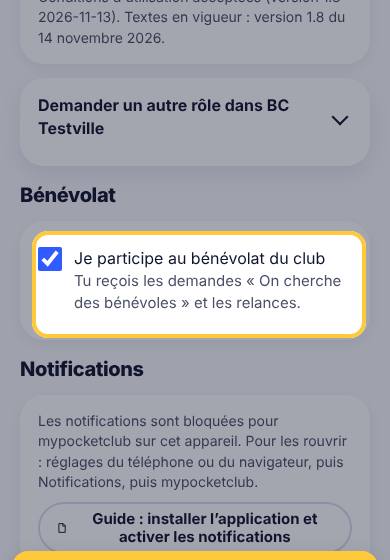 2026-11-13). Textes en vigueur : version 1.8 du
14 novembre 2026.
Demander un autre rôle dans BC
Testville
Bénévolat
Je participe au bénévolat du club
Tu reçois les demandes « On cherche
des bénévoles » et les relances.
Notifications
Les notifications sont bloquées pour
mypocketclub sur cet appareil. Pour les rouvrir
: réglages du téléphone ou du navigateur, puis
Notifications, puis mypocketclub.
Guide : installer l'application et
activer les notifications